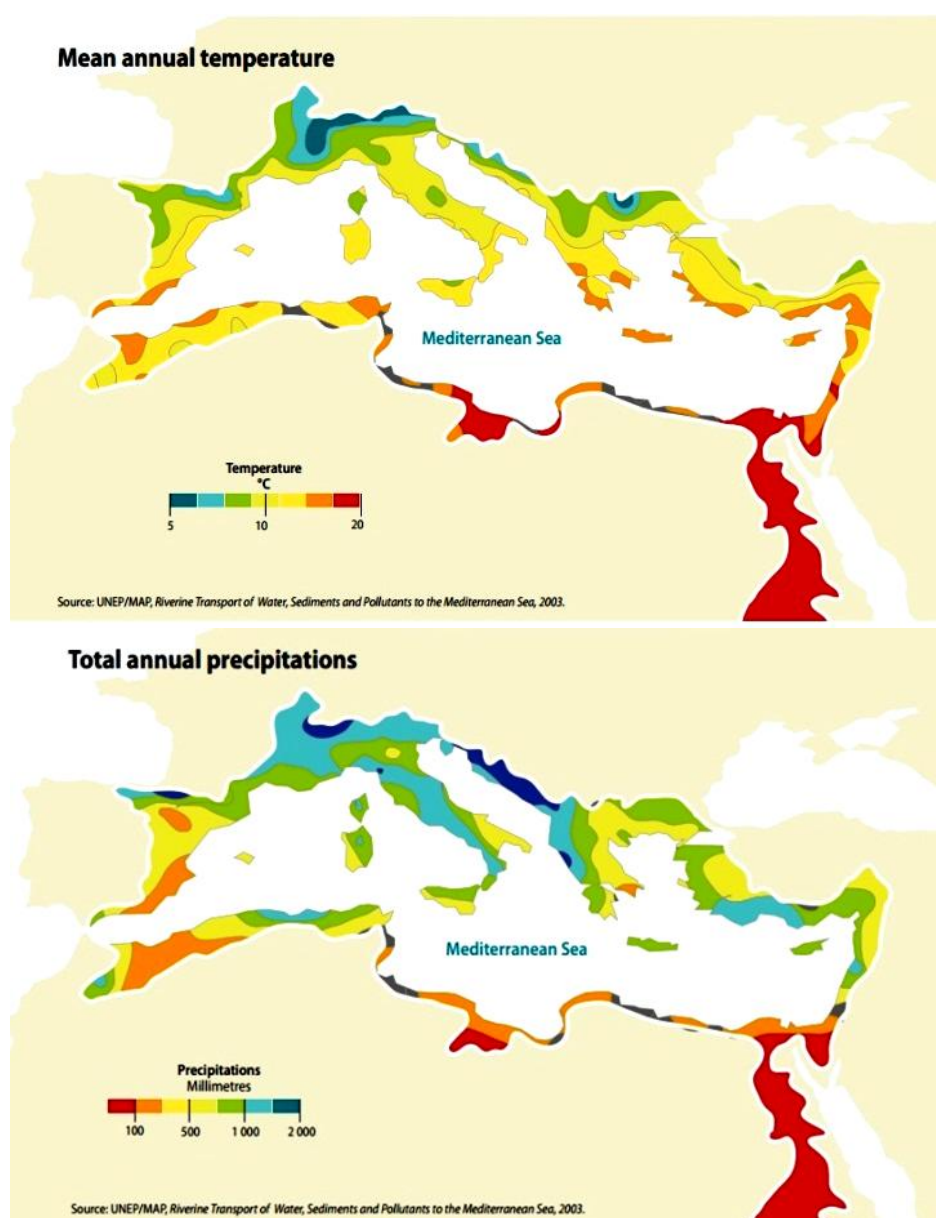 Mean annual temperature
Mediterranean Sea
Temperature
°C
5 10 20
Source: UNEP/MAP, Riverine Transport of Water, Sediments and Pollutants to the Mediterranean Sea, 2003.
Total annual precipitations
Mediterranean Sea
Precipitations
Millimetres
100 500 1 000 2 000
Source: UNEP/MAP, Riverine Transport of Water, Sediments and Pollutants to the Mediterranean Sea, 2003.